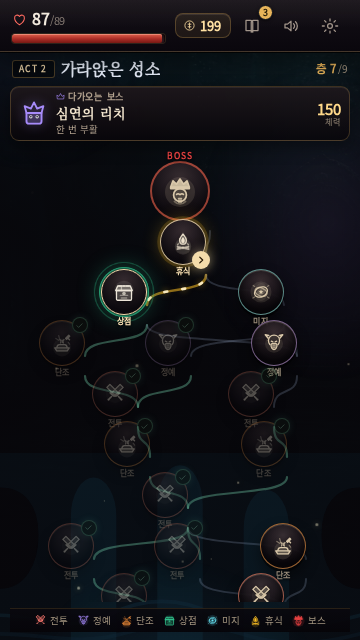 87/89
199
3
ACT 2 가라앉은 성소
층 7/9
다가오는 보스
심연의 리치
한 번 부활
150
체력
BOSS
휴식
상점
미지
단조
정예
정예
전투
전투
단조
단조
전투
전투
전투
단조
전투 정예 단조 상점 미지 휴식 보스